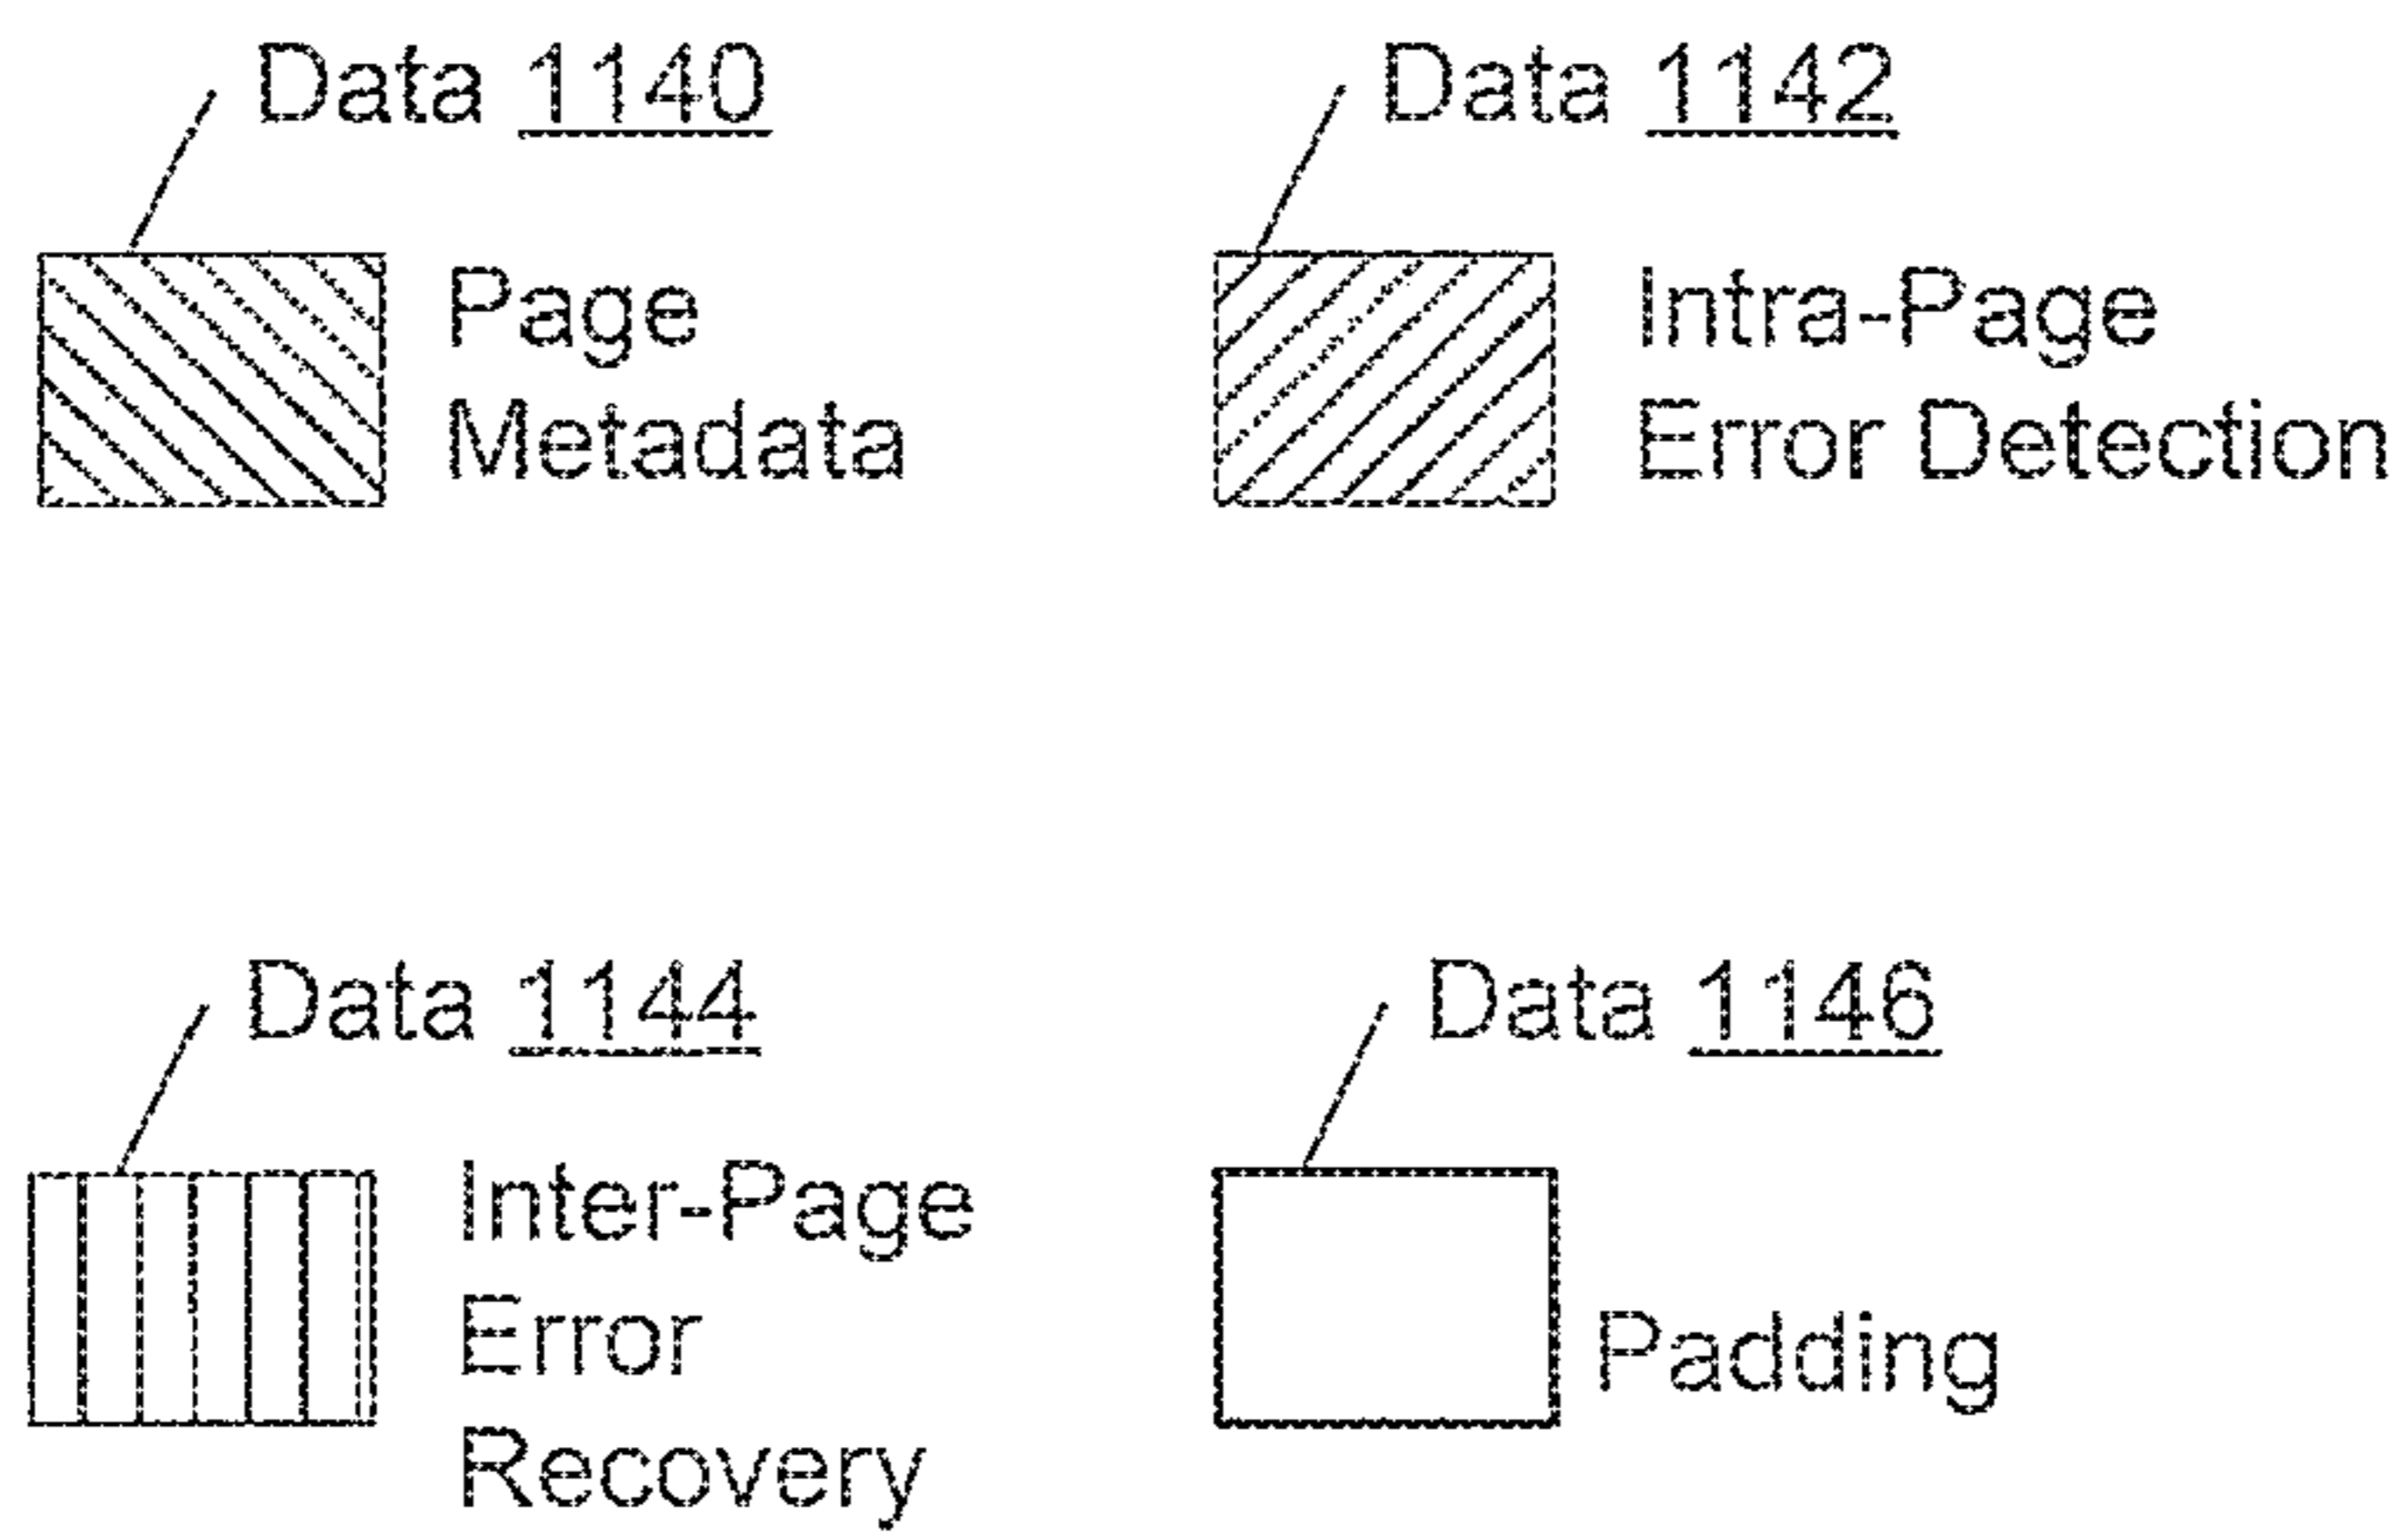 Data 1140
Page
Metadata
Data 1142
Intra-Page
Error Detection
Data 1144
Inter-Page
Error
Recovery
Data 1146
Padding